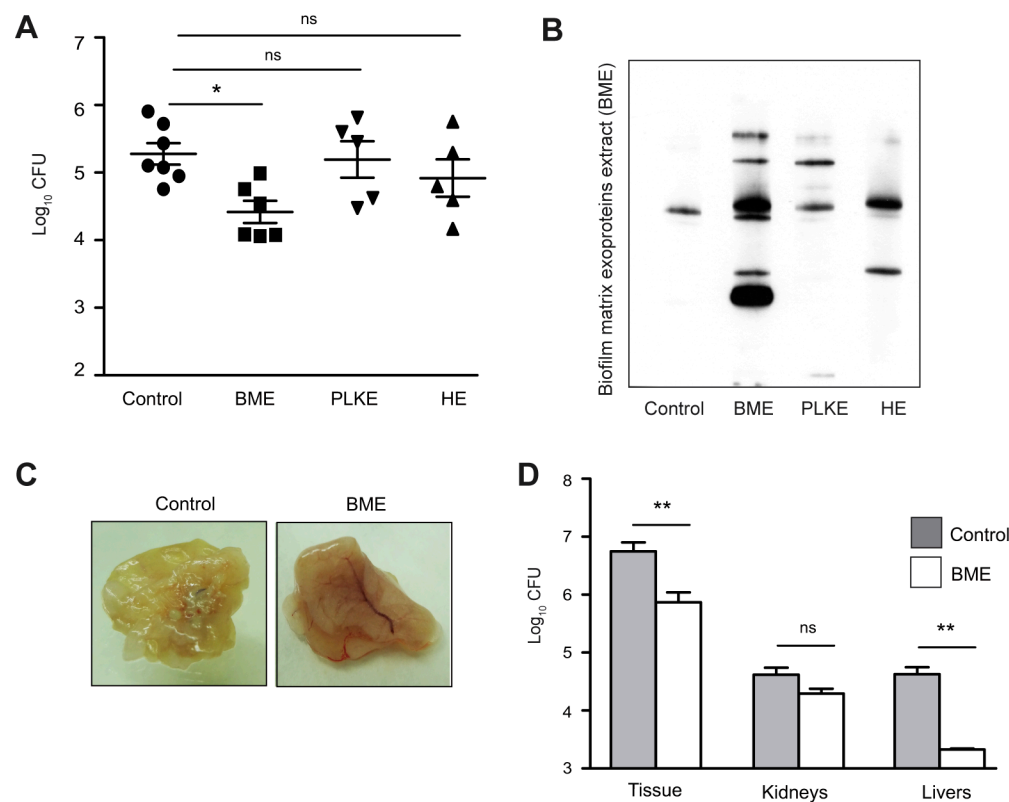 A
ns
ns
*
7
6
5
4
3
2
Log10 CFU
Control BME PLKE HE
B
Biofilm matrix exoproteins extract (BME)
Control BME PLKE HE
C
Control BME
D
8
7
6
5
4
3
Log10 CFU
**
ns
**
Control
BME
Tissue Kidneys Livers